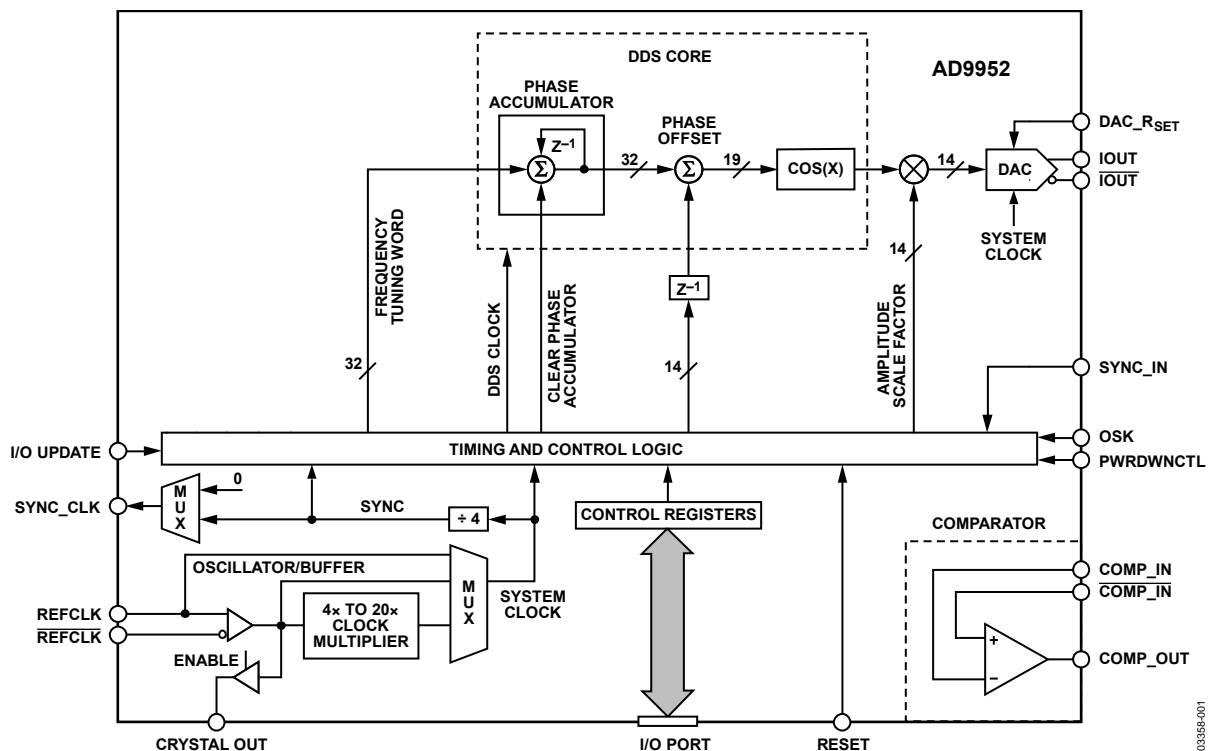 DDS CORE
AD9952
PHASE
ACCUMULATOR
PHASE
OFFSET
Z–1
Σ
32
Σ
19
COS(X)
14
DAC
DAC_RSET
IOUT
IOUT
SYSTEM
CLOCK
FREQUENCY
TUNING WORD
32
DDS CLOCK
CLEAR PHASE
ACCUMULATOR
Z–1
14
14
AMPLITUDE
SCALE FACTOR
SYNC_IN
I/O UPDATE
TIMING AND CONTROL LOGIC
OSK
PWRDWNCTL
SYNC_CLK
MUX
0
SYNC
÷ 4
CONTROL REGISTERS
COMPARATOR
OSCILLATOR/BUFFER
MUX
SYSTEM
CLOCK
REFCLK
REFCLK
4× TO 20×
CLOCK
MULTIPLIER
ENABLE
COMP_IN
COMP_IN
+
–
COMP_OUT
CRYSTAL OUT
I/O PORT
RESET
03358-001